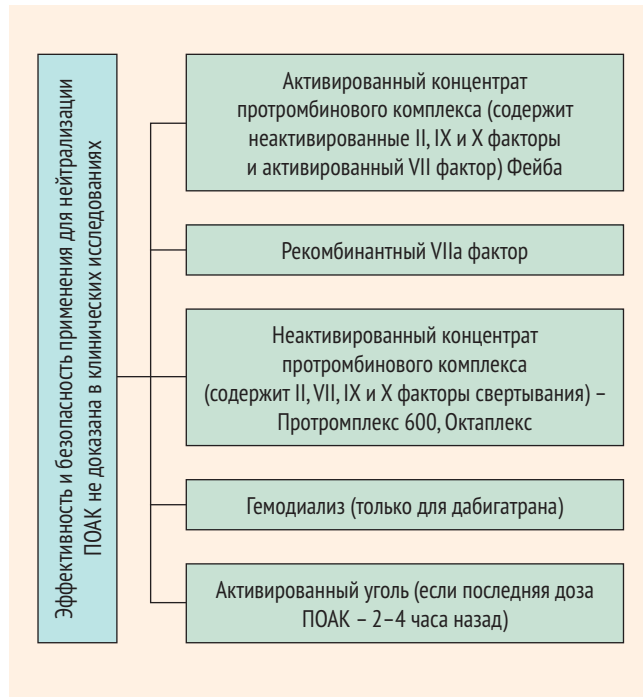 Эффективность и безопасность применения для нейтрализации
ПОАК не доказана в клинических исследованиях
Активированный концентрат
протромбинового комплекса (содержит
неактивированные II, IX и X факторы
и активированный VII фактор) Фейба
Рекомбинантный VIIa фактор
Неактивированный концентрат
протромбинового комплекса
(содержит II, VII, IX и X факторы свертывания) –
Протромплекс 600, Октаплекс
Гемодиализ (только для дабигатрана)
Активированный уголь (если последняя доза
ПОАК – 2–4 часа назад)